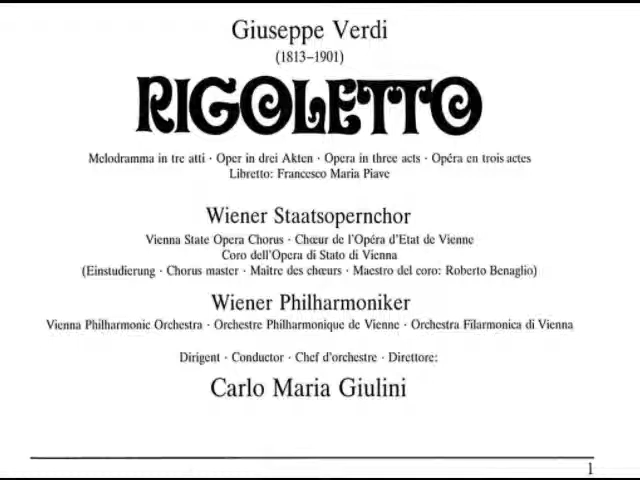 Giuseppe Verdi
(1813–1901)
RIGOLETTO
Melodramma in tre atti · Oper in drei Akten · Opera in three acts · Opéra en trois actes
Libretto: Francesco Maria Piave
Wiener Staatsopernchor
Vienna State Opera Chorus · Chœur de l'Opéra d'Etat de Vienne
Coro dell'Opera di Stato di Vienna
(Einstudierung · Chorus master · Maître des chœurs · Maestro del coro: Roberto Benaglio)
Wiener Philharmoniker
Vienna Philharmonic Orchestra · Orchestre Philharmonique de Vienne · Orchestra Filarmonica di Vienna
Dirigent · Conductor · Chef d'orchestre · Direttore:
Carlo Maria Giulini
1